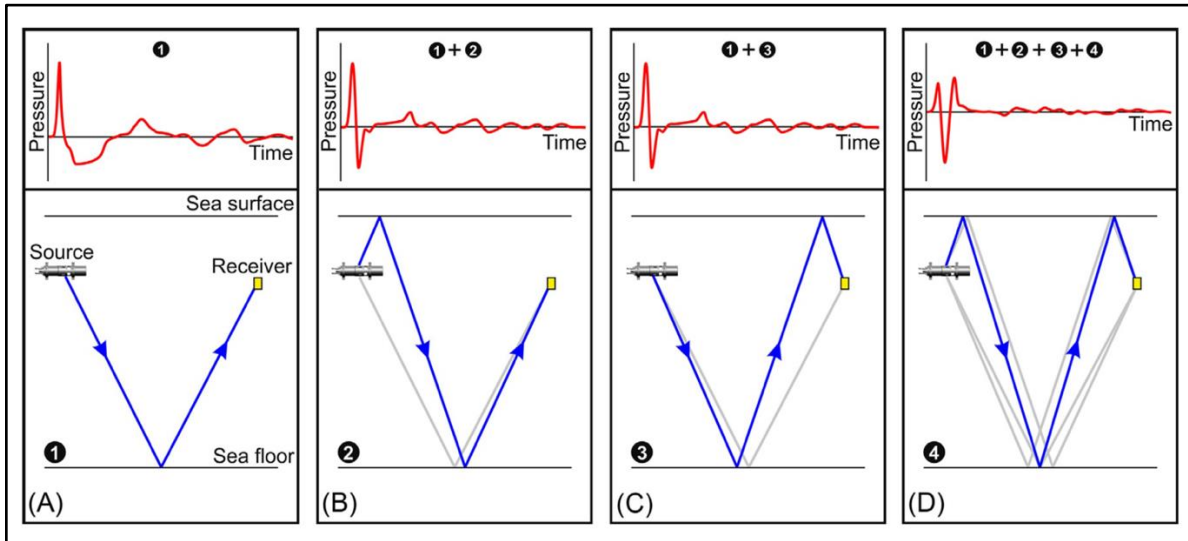 ❶
Pressure
Time
Sea surface
Source
Receiver
❶
Sea floor
(A)
❶+❷
Pressure
Time
❷
(B)
❶+❸
Pressure
Time
❸
(C)
❶+❷+❸+❹
Pressure
Time
❹
(D)